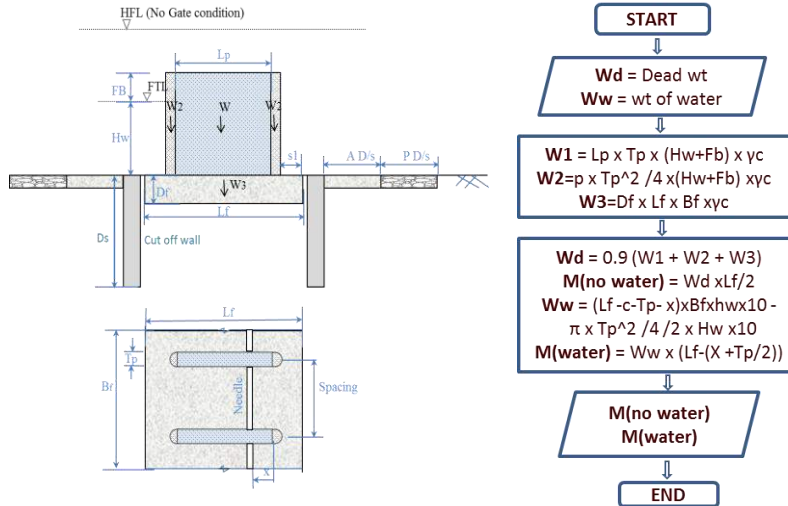 HFL (No Gate condition)
Lp
FB
FTL
W2
W
W2
Hw
s1
A D/s
P D/s
W3
Df
Lf
Ds
Cut off wall
Lf
Tp
Bf
Needle
Spacing
X
START
Wd = Dead wt
Ww = wt of water
W1 = Lp x Tp x (Hw+Fb) x γc
W2=p x Tp^2 /4 x(Hw+Fb) xγc
W3=Df x Lf x Bf xγc
Wd = 0.9 (W1 + W2 + W3)
M(no water) = Wd xLf/2
Ww = (Lf -c-Tp- x)xBfxhwx10 -
π x Tp^2 /4 /2 x Hw x10
M(water) = Ww x (Lf-(X +Tp/2))
M(no water)
M(water)
END